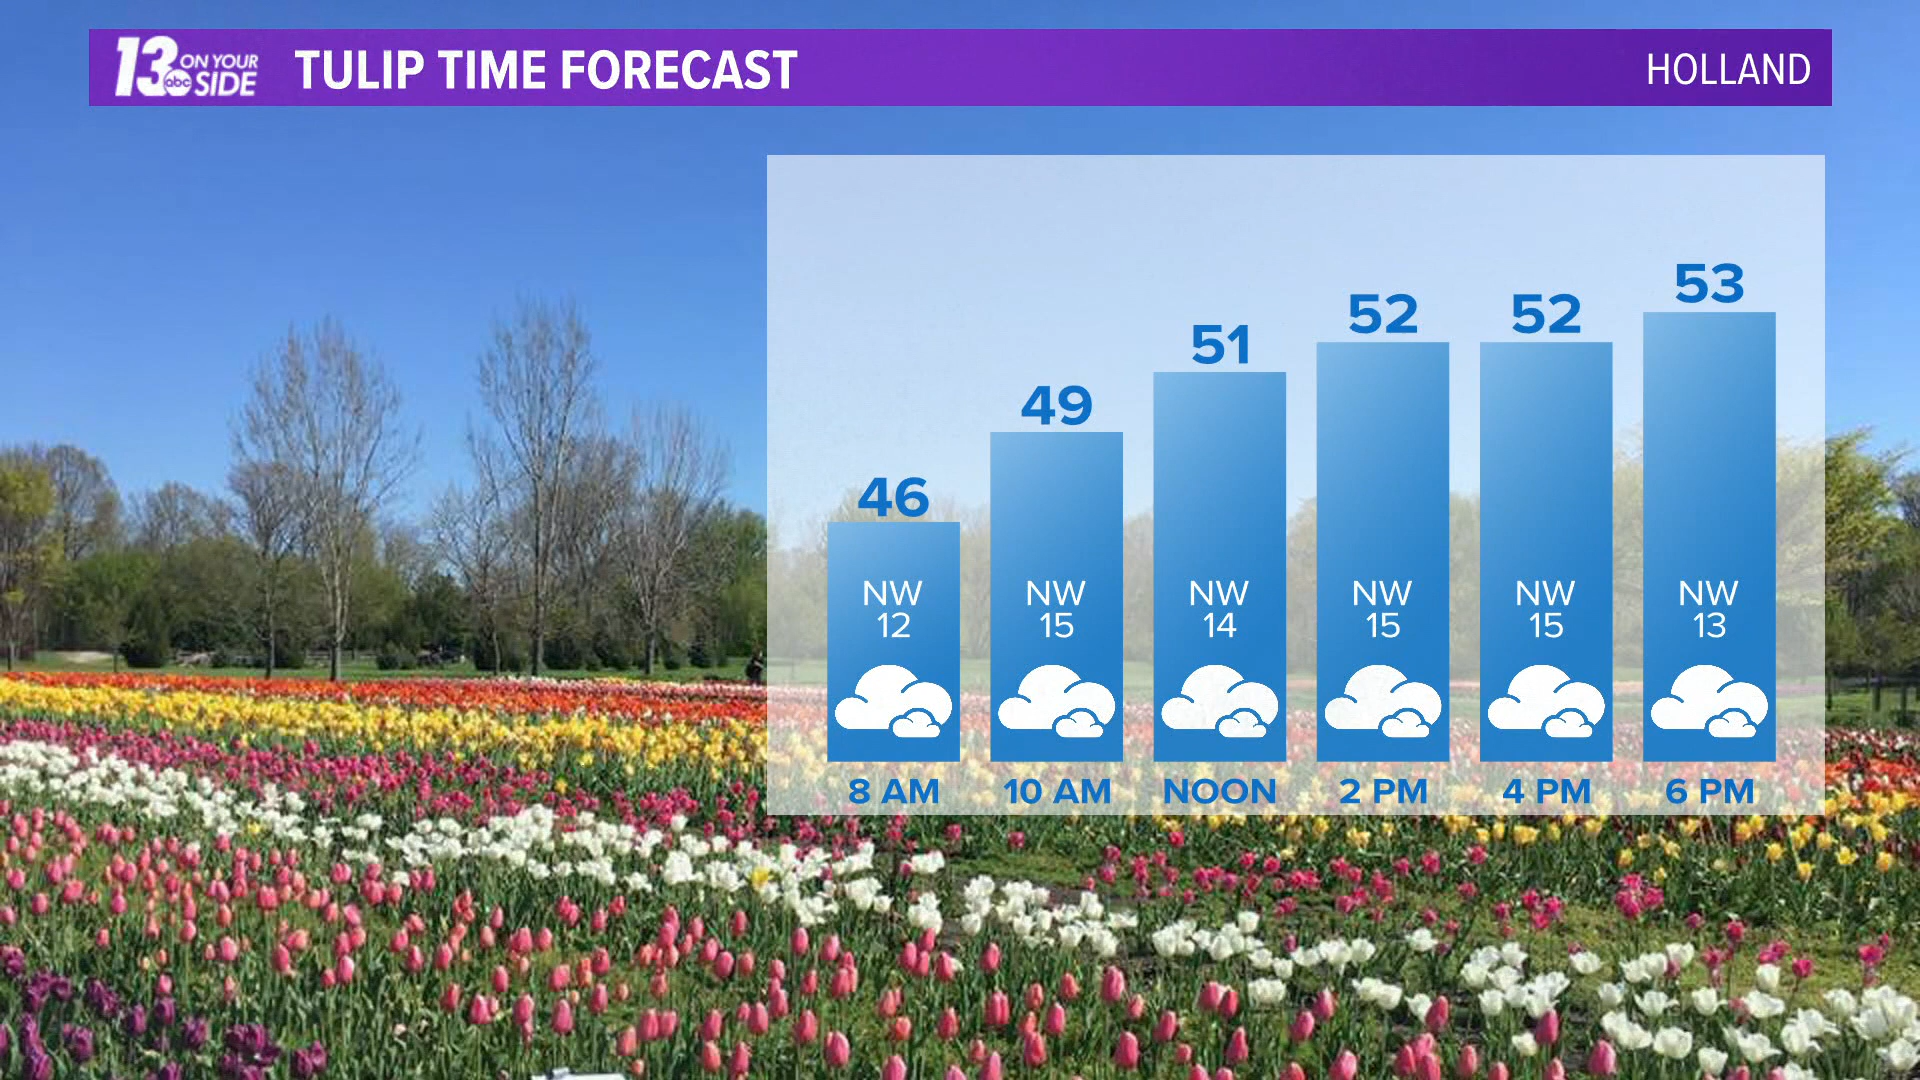 13 ON YOUR SIDE
abc
TULIP TIME FORECAST
HOLLAND
46
49
51
52
52
53
NW
12
NW
15
NW
14
NW
15
NW
15
NW
13
8 AM
10 AM
NOON
2 PM
4 PM
6 PM